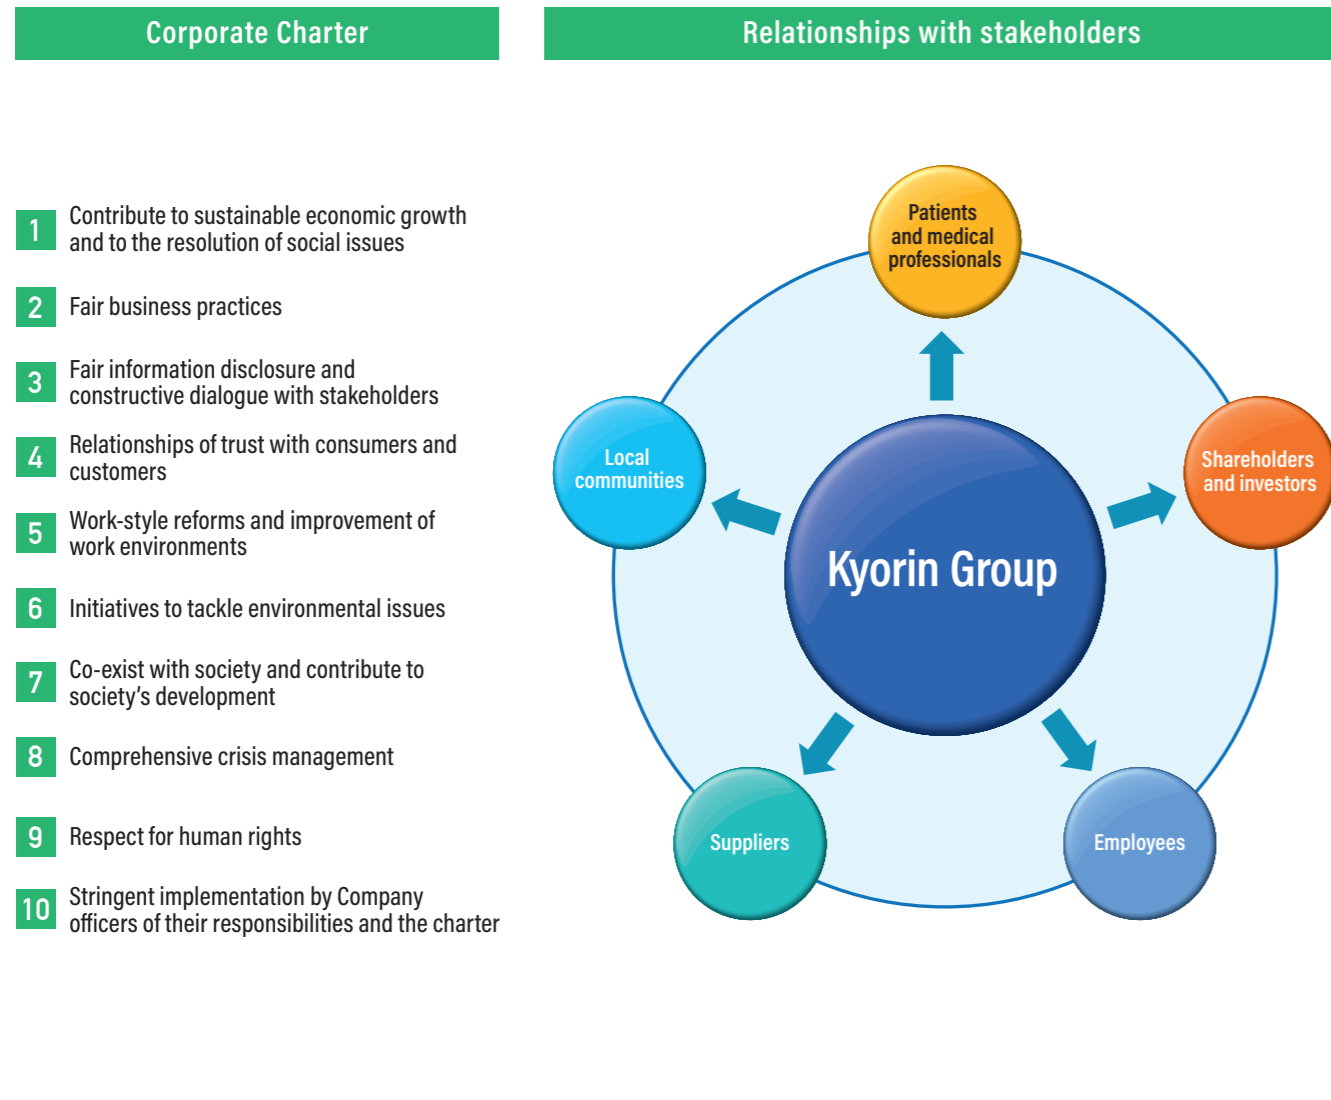 Corporate Charter
1
Contribute to sustainable economic growth
and to the resolution of social issues
2
Fair business practices
3
Fair information disclosure and
constructive dialogue with stakeholders
4
Relationships of trust with consumers and
customers
5
Work-style reforms and improvement of
work environments
6
Initiatives to tackle environmental issues
7
Co-exist with society and contribute to
society’s development
8
Comprehensive crisis management
9
Respect for human rights
10
Stringent implementation by Company
officers of their responsibilities and the charter
Relationships with stakeholders
Patients
and medical
professionals
Local
communities
Shareholders
and investors
Kyorin Group
Suppliers
Employees